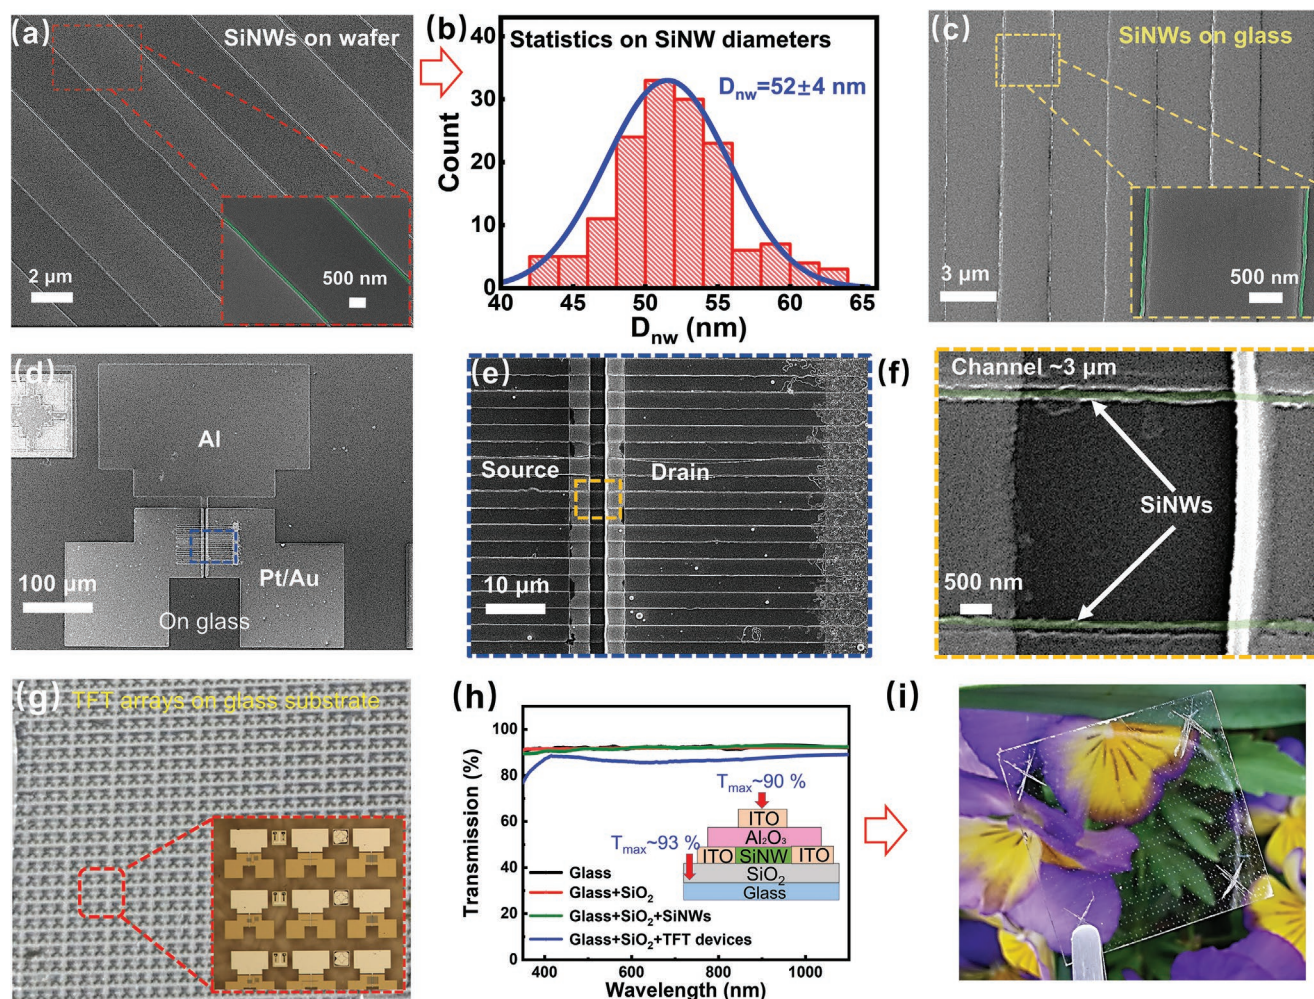 (a)
SiNWs on wafer
2 μm
500 nm
(b)
Statistics on SiNW diameters
Dnw=52±4 nm
Count
40
30
20
10
0
40 45 50 55 60 65
Dnw (nm)
(c)
SiNWs on glass
3 μm
500 nm
(d)
Al
Pt/Au
100 μm
On glass
(e)
Source
Drain
10 μm
(f)
Channel ~3 μm
SiNWs
500 nm
(g)
TFT arrays on glass substrate
(h)
Transmission (%)
100
80
60
40
20
0
Tmax~90 %
Tmax~93 %
ITO
Al2O3
ITO SiNW ITO
SiO2
Glass
Glass
Glass+SiO2
Glass+SiO2+SiNWs
Glass+SiO2+TFT devices
400 600 800 1000
Wavelength (nm)
(i)